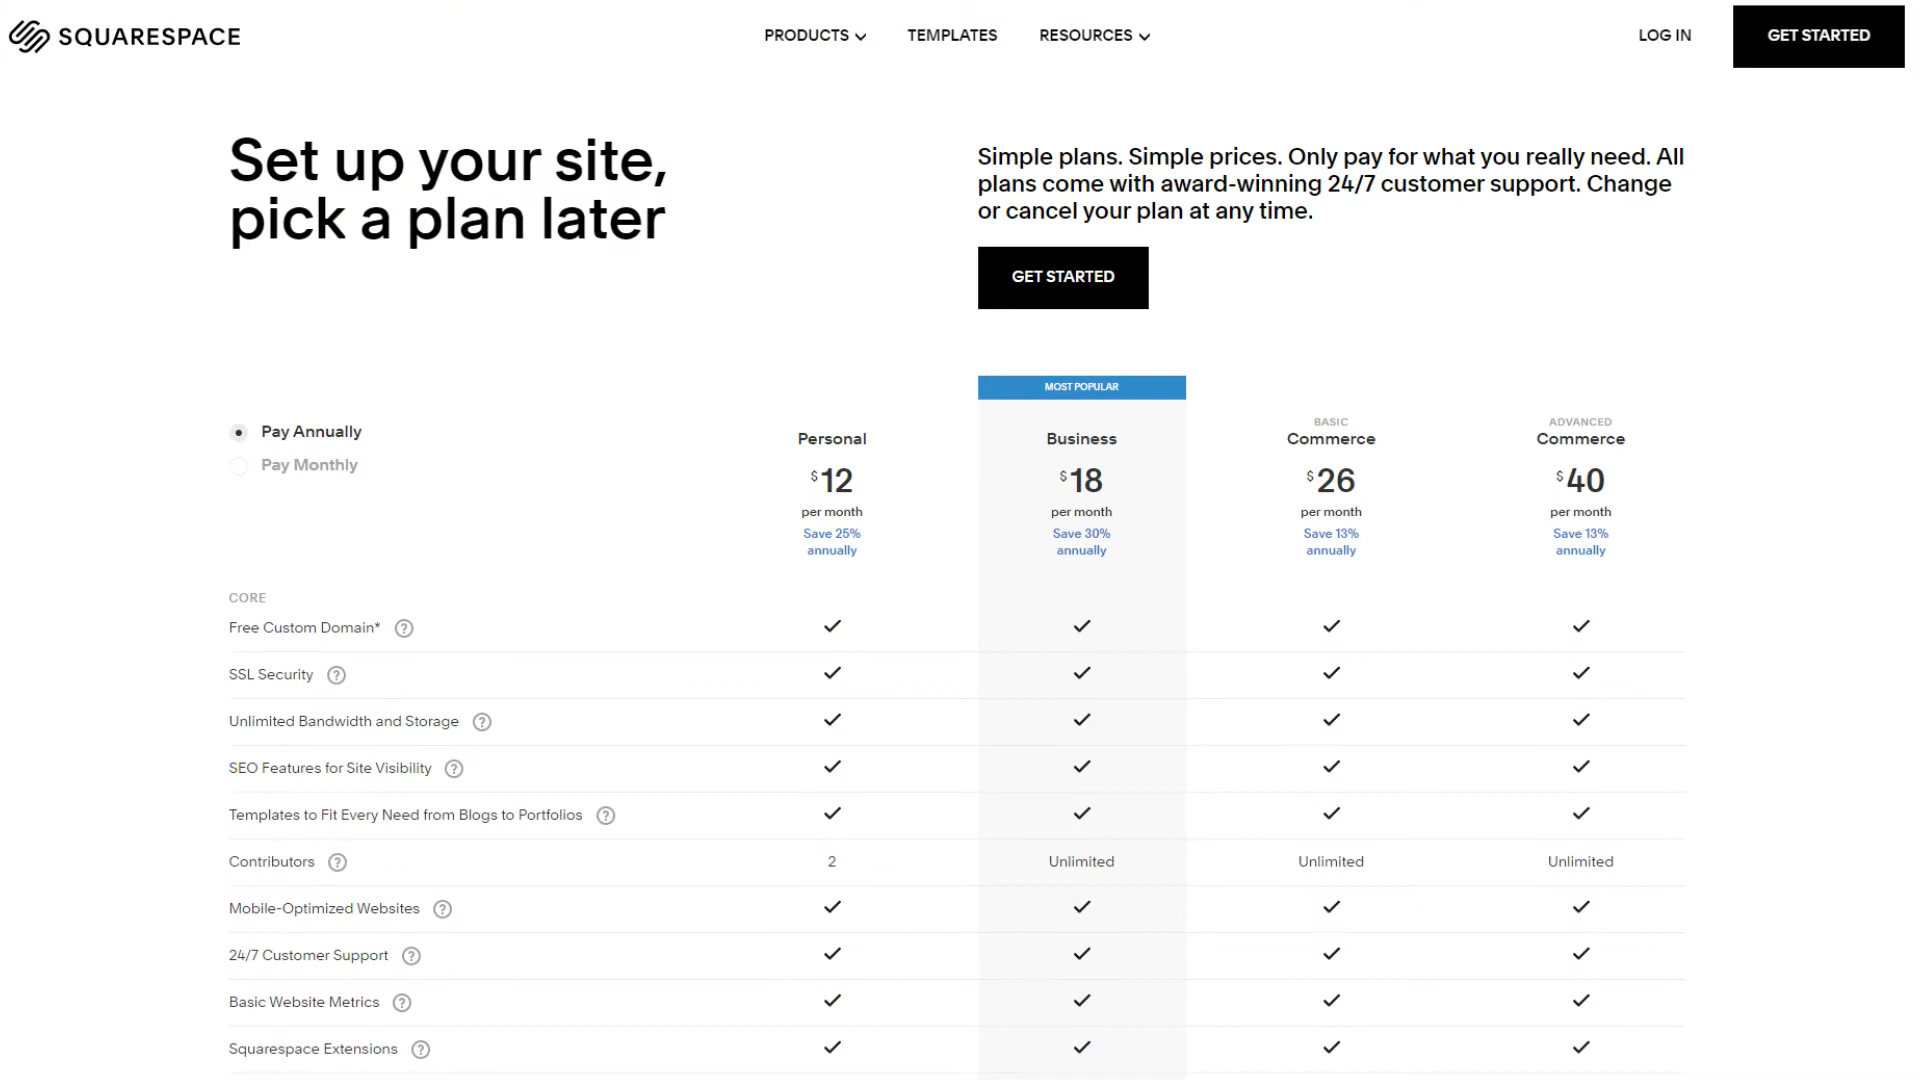 SQUARESPACE
PRODUCTS
TEMPLATES
RESOURCES
LOG IN
GET STARTED
Set up your site,
pick a plan later
Simple plans. Simple prices. Only pay for what you really need. All
plans come with award-winning 24/7 customer support. Change
or cancel your plan at any time.
GET STARTED
Pay Annually
Pay Monthly
Personal
$12
per month
Save 25%
annually
MOST POPULAR
Business
$18
per month
Save 30%
annually
BASIC
Commerce
$26
per month
Save 13%
annually
ADVANCED
Commerce
$40
per month
Save 13%
annually
CORE
Free Custom Domain* ?
SSL Security ?
Unlimited Bandwidth and Storage ?
SEO Features for Site Visibility ?
Templates to Fit Every Need from Blogs to Portfolios ?
Contributors ? 2 Unlimited Unlimited Unlimited
Mobile-Optimized Websites ?
24/7 Customer Support ?
Basic Website Metrics ?
Squarespace Extensions ?